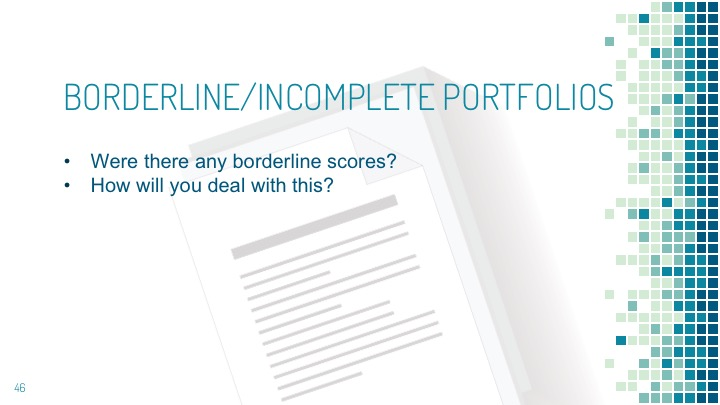 BORDERLINE/INCOMPLETE PORTFOLIOS
• Were there any borderline scores?
• How will you deal with this?
46